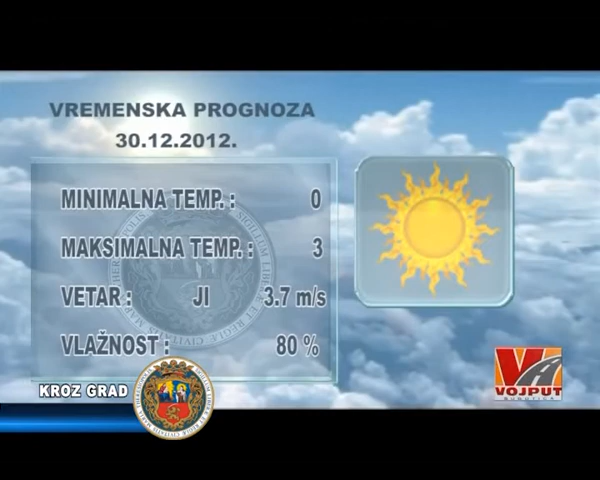 VREMENSKA PROGNOZA
30.12.2012.
MINIMALNA TEMP. : 0
MAKSIMALNA TEMP. : 3
VETAR : JI 3.7 m/s
VLAŽNOST : 80 %
KROZ GRAD
VOJPUT
SUBOTICA